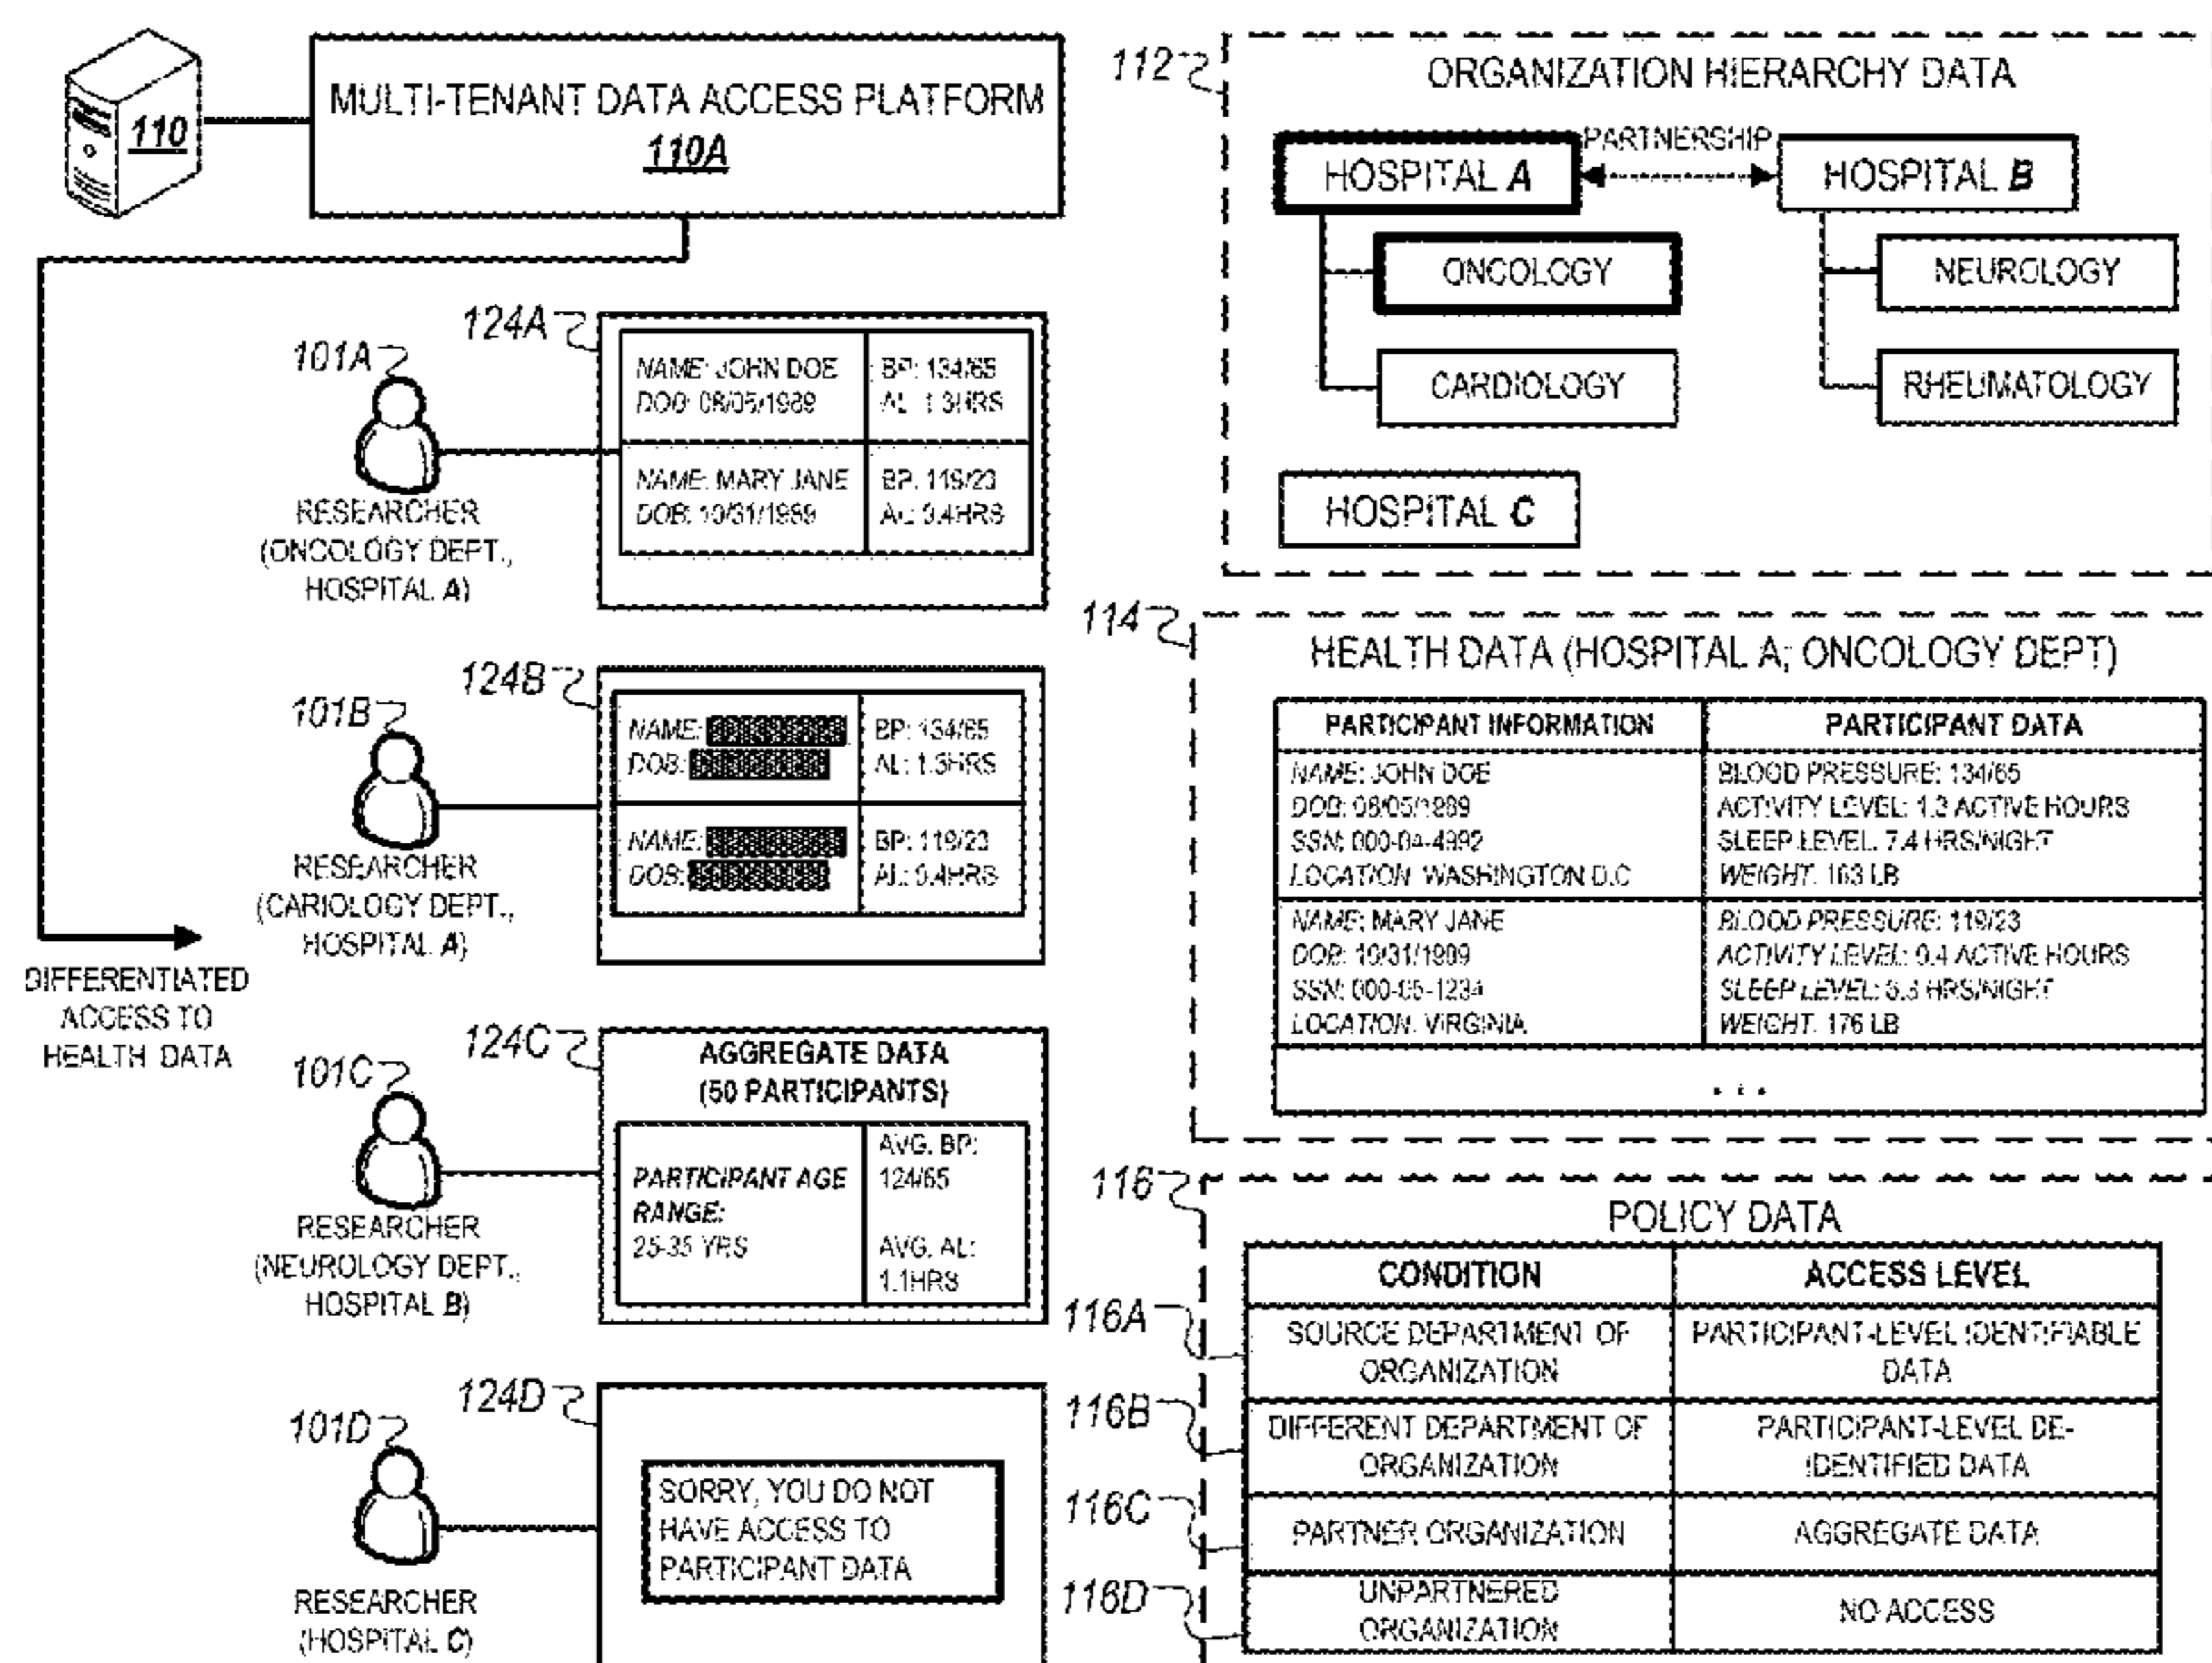 110
MULTI-TENANT DATA ACCESS PLATFORM
110A
124A
101A
NAME: JOHN DOE
DOB: 08/05/1989
BP: 134/65
AL: 1.3HRS
NAME: MARY JANE
DOB: 10/31/1989
BP: 119/23
AL: 0.4HRS
RESEARCHER
(ONCOLOGY DEPT.,
HOSPITAL A)
124B
101B
NAME:
DOB:
BP: 134/65
AL: 1.3HRS
NAME:
DOB:
BP: 119/23
AL: 0.4HRS
RESEARCHER
(CARIOLOGY DEPT.,
HOSPITAL A)
DIFFERENTIATED
ACCESS TO
HEALTH DATA
124C
101C
AGGREGATE DATA
(50 PARTICIPANTS)
PARTICIPANT AGE
RANGE:
25-35 YRS
AVG. BP:
124/65
AVG. AL:
1.1HRS
RESEARCHER
(NEUROLOGY DEPT.,
HOSPITAL B)
124D
101D
SORRY, YOU DO NOT
HAVE ACCESS TO
PARTICIPANT DATA
RESEARCHER
(HOSPITAL C)
112
ORGANIZATION HIERARCHY DATA
PARTNERSHIP
HOSPITAL A
HOSPITAL B
ONCOLOGY
NEUROLOGY
CARDIOLOGY
RHEUMATOLOGY
HOSPITAL C
114
HEALTH DATA (HOSPITAL A; ONCOLOGY DEPT)
PARTICIPANT INFORMATION
PARTICIPANT DATA
NAME: JOHN DOE
DOB: 08/05/1989
SSN: 000-04-4992
LOCATION: WASHINGTON D.C
BLOOD PRESSURE: 134/65
ACTIVITY LEVEL: 1.3 ACTIVE HOURS
SLEEP LEVEL: 7.4 HRS/NIGHT
WEIGHT: 163 LB
NAME: MARY JANE
DOB: 10/31/1989
SSN: 000-05-1234
LOCATION: VIRGINIA
BLOOD PRESSURE: 119/23
ACTIVITY LEVEL: 0.4 ACTIVE HOURS
SLEEP LEVEL: HRS/NIGHT
WEIGHT: 176 LB
...
116
POLICY DATA
CONDITION
ACCESS LEVEL
116A
SOURCE DEPARTMENT OF
ORGANIZATION
PARTICIPANT-LEVEL IDENTIFIABLE
DATA
116B
DIFFERENT DEPARTMENT OF
ORGANIZATION
PARTICIPANT-LEVEL DE-
IDENTIFIED DATA
116C
PARTNER ORGANIZATION
AGGREGATE DATA
116D
UNPARTNERED
ORGANIZATION
NO ACCESS